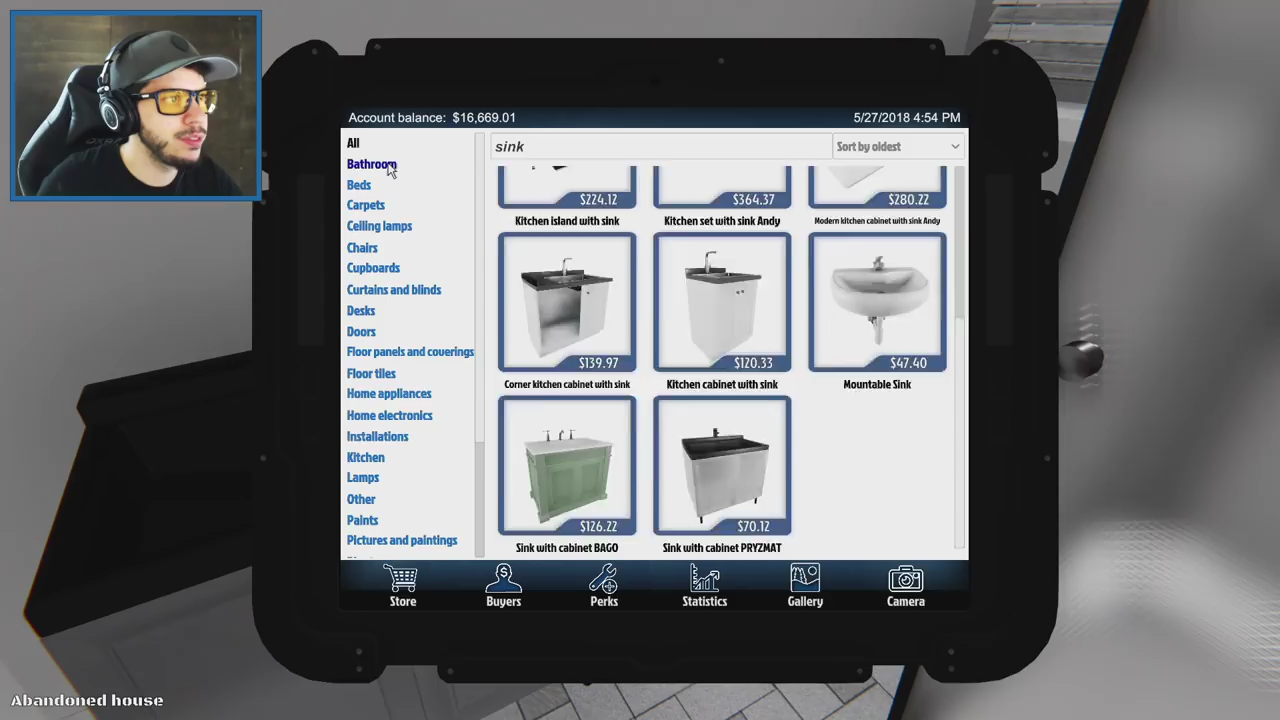 Account balance: $16,669.01
5/27/2018 4:54 PM
All
Bathroom
Beds
Carpets
Ceiling lamps
Chairs
Cupboards
Curtains and blinds
Desks
Doors
Floor panels and coverings
Floor tiles
Home appliances
Home electronics
Installations
Kitchen
Lamps
Other
Paints
Pictures and paintings
sink
Sort by oldest
$224.12
$364.37
$280.22
Kitchen island with sink
Kitchen set with sink Andy
Modern kitchen cabinet with sink Andy
$139.97
$120.33
$47.40
Corner kitchen cabinet with sink
Kitchen cabinet with sink
Mountable Sink
$126.22
$70.12
Sink with cabinet BAGO
Sink with cabinet PRYZMAT
Store
Buyers
Perks
Statistics
Gallery
Camera
Abandoned house